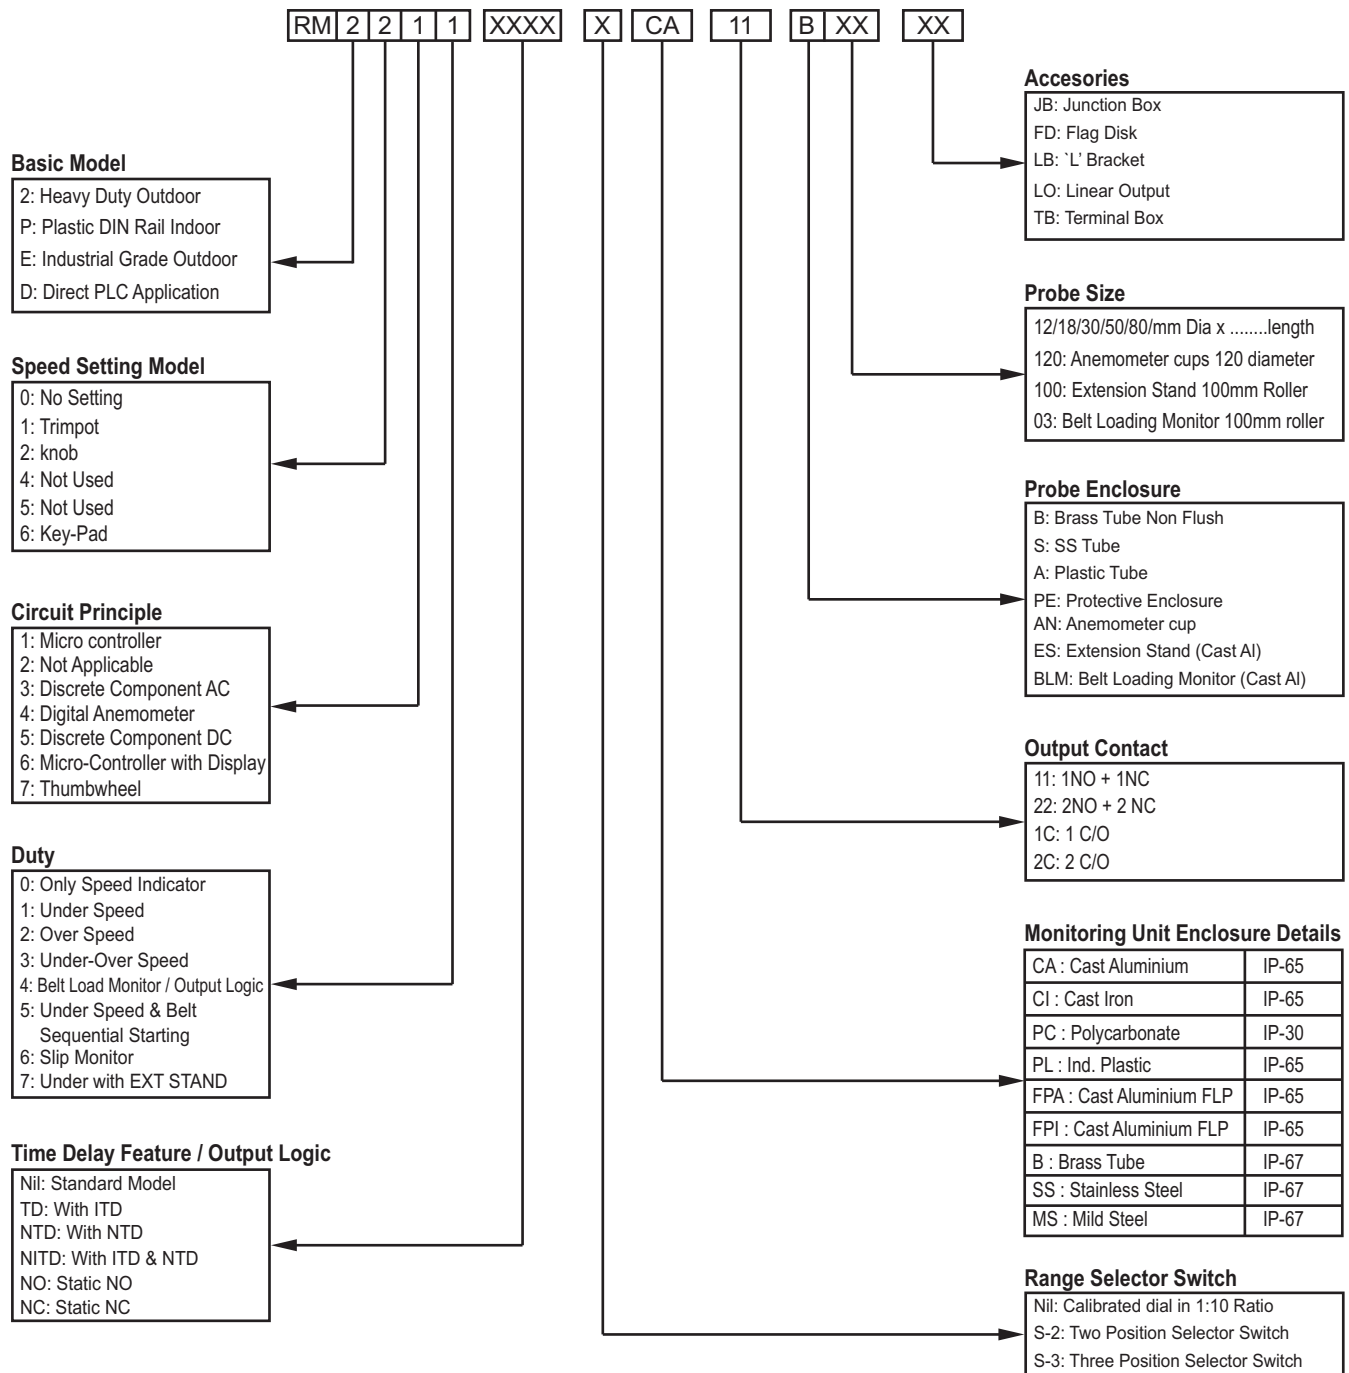 RM 2 2 1 1 XXXX X CA 11 B XX XX
Basic Model
2: Heavy Duty Outdoor
P: Plastic DIN Rail Indoor
E: Industrial Grade Outdoor
D: Direct PLC Application
Speed Setting Model
0: No Setting
1: Trimpot
2: knob
4: Not Used
5: Not Used
6: Key-Pad
Circuit Principle
1: Micro controller
2: Not Applicable
3: Discrete Component AC
4: Digital Anemometer
5: Discrete Component DC
6: Micro-Controller with Display
7: Thumbwheel
Duty
0: Only Speed Indicator
1: Under Speed
2: Over Speed
3: Under-Over Speed
4: Belt Load Monitor / Output Logic
5: Under Speed & Belt
Sequential Starting
6: Slip Monitor
7: Under with EXT STAND
Time Delay Feature / Output Logic
Nil: Standard Model
TD: With ITD
NTD: With NTD
NITD: With ITD & NTD
NO: Static NO
NC: Static NC
Accesories
JB: Junction Box
FD: Flag Disk
LB: `L' Bracket
LO: Linear Output
TB: Terminal Box
Probe Size
12/18/30/50/80/mm Dia x ........length
120: Anemometer cups 120 diameter
100: Extension Stand 100mm Roller
03: Belt Loading Monitor 100mm roller
Probe Enclosure
B: Brass Tube Non Flush
S: SS Tube
A: Plastic Tube
PE: Protective Enclosure
AN: Anemometer cup
ES: Extension Stand (Cast Al)
BLM: Belt Loading Monitor (Cast Al)
Output Contact
11: 1NO + 1NC
22: 2NO + 2 NC
1C: 1 C/O
2C: 2 C/O
Monitoring Unit Enclosure Details
CA : Cast Aluminium IP-65
CI : Cast Iron IP-65
PC : Polycarbonate IP-30
PL : Ind. Plastic IP-65
FPA : Cast Aluminium FLP IP-65
FPI : Cast Aluminium FLP IP-65
B : Brass Tube IP-67
SS : Stainless Steel IP-67
MS : Mild Steel IP-67
Range Selector Switch
Nil: Calibrated dial in 1:10 Ratio
S-2: Two Position Selector Switch
S-3: Three Position Selector Switch